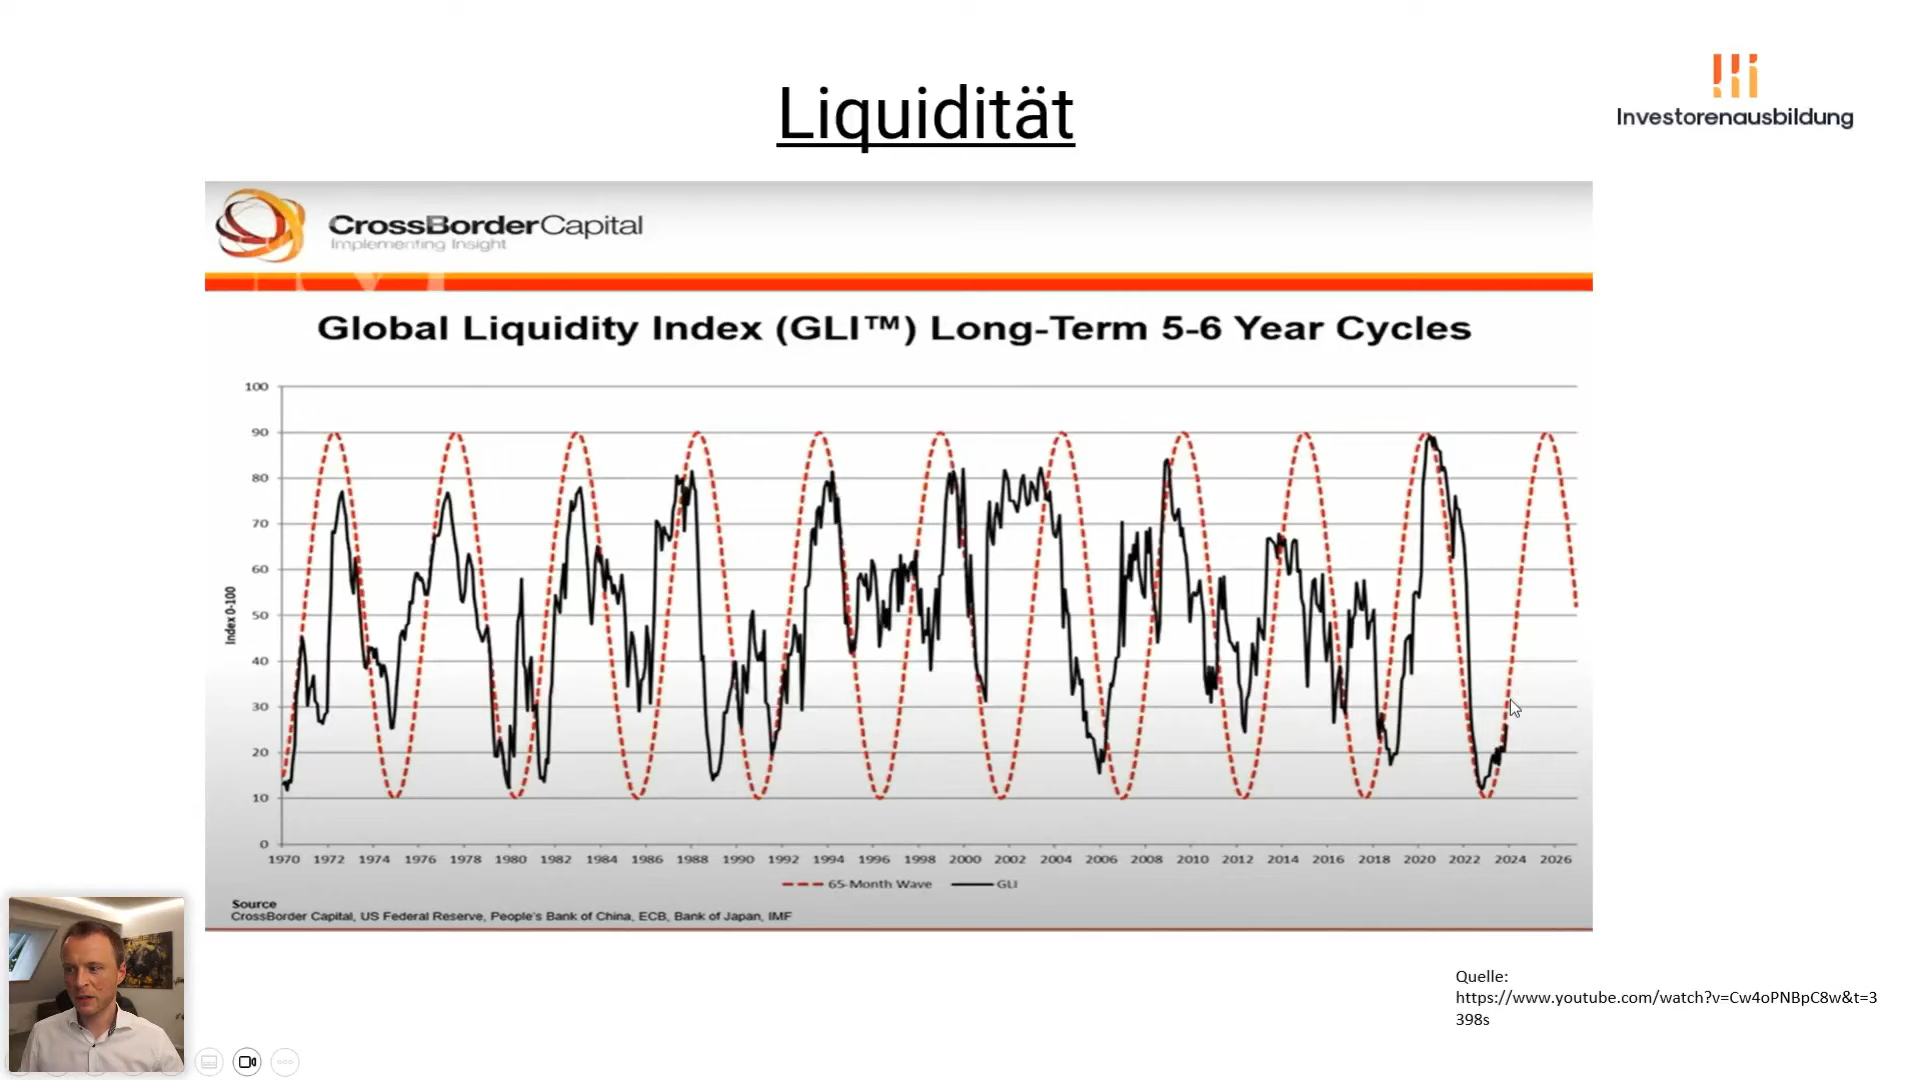 Liquidität
Investorenausbildung
CrossBorderCapital
Implementing Insight
Global Liquidity Index (GLI™) Long-Term 5-6 Year Cycles
Index 0-100
100
90
80
70
60
50
40
30
20
10
0
1970 1972 1974 1976 1978 1980 1982 1984 1986 1988 1990 1992 1994 1996 1998 2000 2002 2004 2006 2008 2010 2012 2014 2016 2018 2020 2022 2024 2026
65-Month Wave GLI
Source
CrossBorder Capital, US Federal Reserve, People's Bank of China, ECB, Bank of Japan, IMF
Quelle:
https://www.youtube.com/watch?v=Cw4oPNBpC8w&t=3
398s